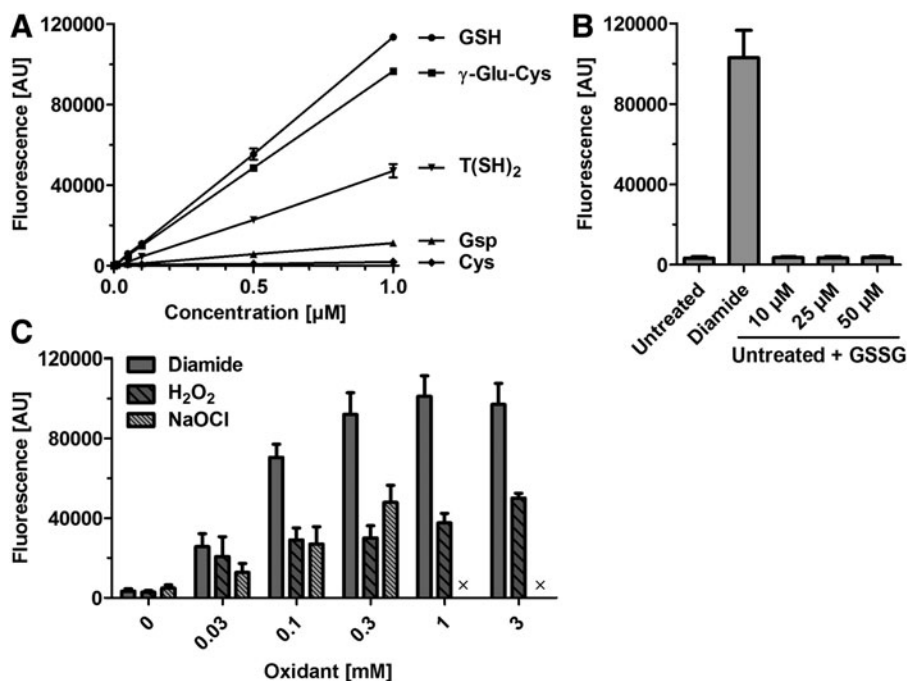 A
Fluorescence [AU]
120000
80000
40000
0
0.0
0.5
1.0
Concentration [µM]
GSH
γ-Glu-Cys
T(SH)2
Gsp
Cys
B
Fluorescence [AU]
120000
80000
40000
0
Untreated
Diamide
10 µM
25 µM
50 µM
Untreated + GSSG
C
Fluorescence [AU]
120000
80000
40000
0
Diamide
H2O2
NaOCl
×
×
0
0.03
0.1
0.3
1
3
Oxidant [mM]